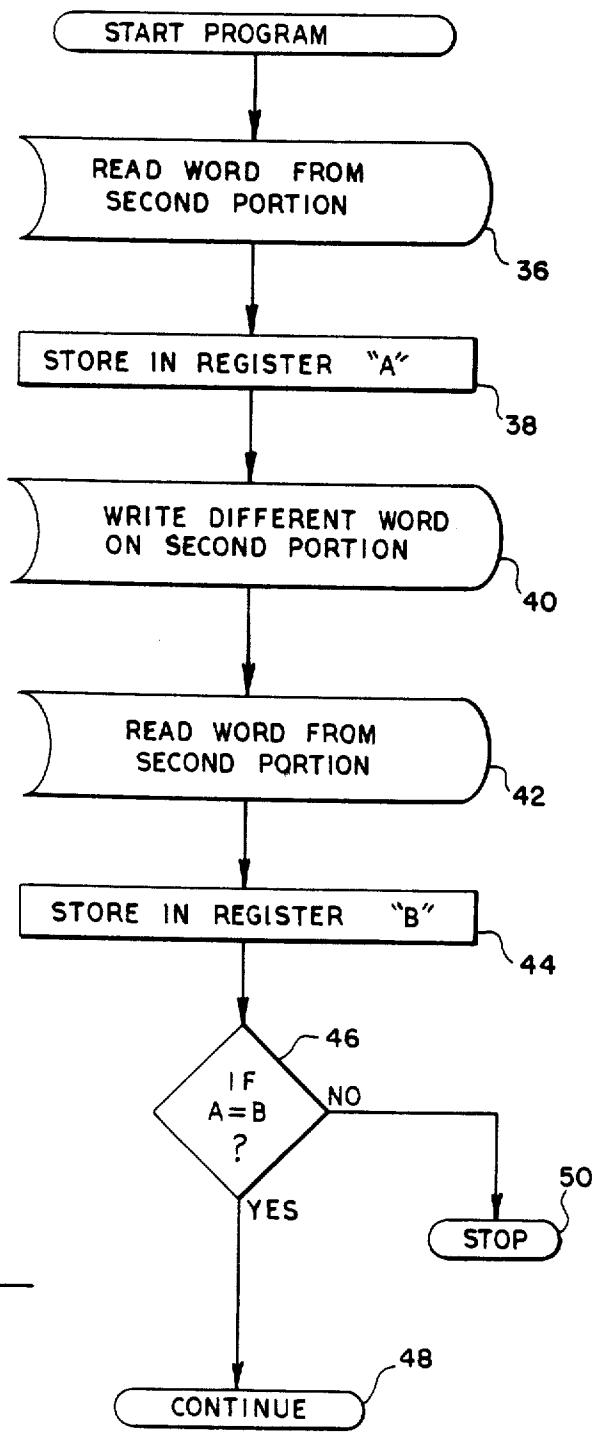 START PROGRAM
READ WORD FROM
SECOND PORTION
36
STORE IN REGISTER "A"
38
WRITE DIFFERENT WORD
ON SECOND PORTION
40
READ WORD FROM
SECOND PORTION
42
STORE IN REGISTER "B"
44
46
IF
A=B
?
NO
YES
50
STOP
48
CONTINUE